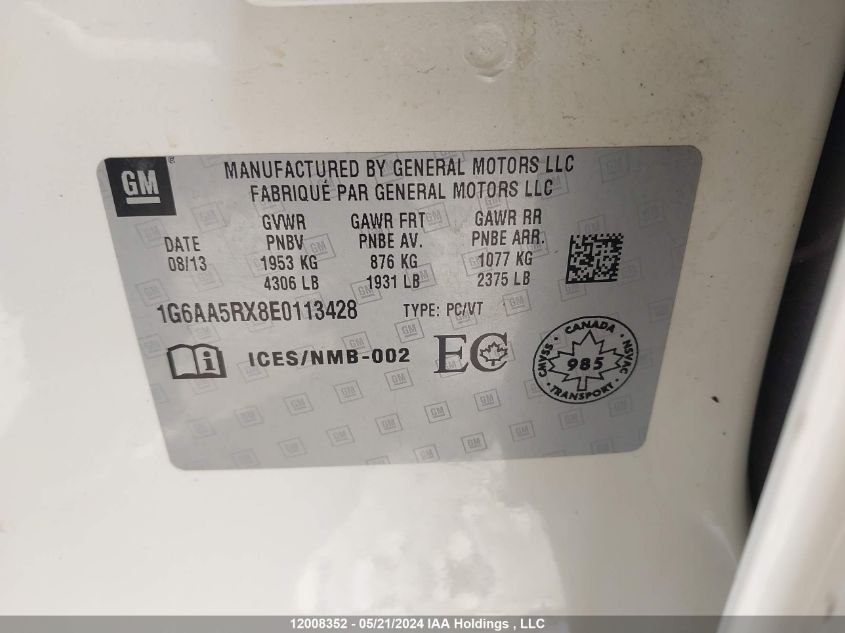 GM
MANUFACTURED BY GENERAL MOTORS LLC
FABRIQUÉ PAR GENERAL MOTORS LLC
DATE
08/13
GVWR
PNBV
1953 KG
4306 LB
GAWR FRT
PNBE AV.
876 KG
1931 LB
GAWR RR
PNBE ARR.
1077 KG
2375 LB
1G6AA5RX8E0113428 TYPE: PC/VT
i ICES/NMB-002 EC
CANADA
CMVSS 985 NSVAC
TRANSPORT
12008352 - 05/21/2024 IAA Holdings , LLC